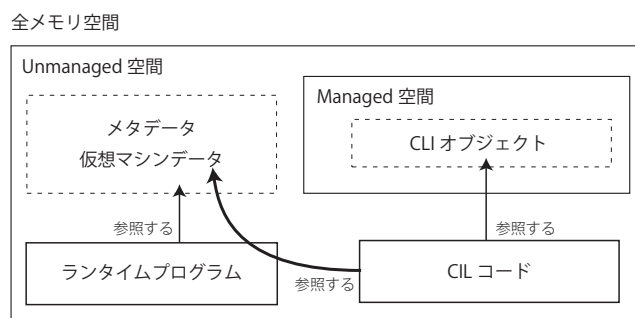 全メモリ空間
Unmanaged 空間
Managed 空間
メタデータ
仮想マシンデータ
CLI オブジェクト
参照する
参照する
ランタイムプログラム
参照する
CIL コード